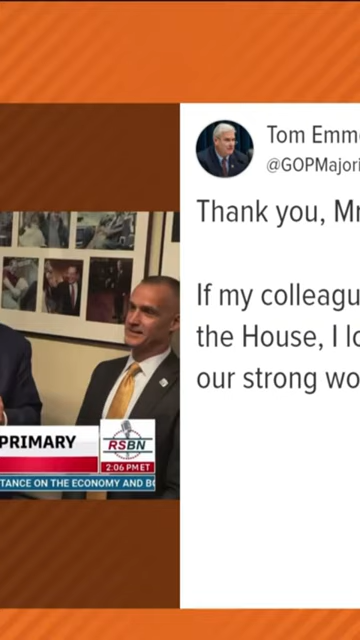 Tom Emme
@GOPMajori
Thank you, Mr
If my colleagu
the House, I lo
our strong wo
PRIMARY
RSBN
2:06 PM ET
TANCE ON THE ECONOMY AND BO